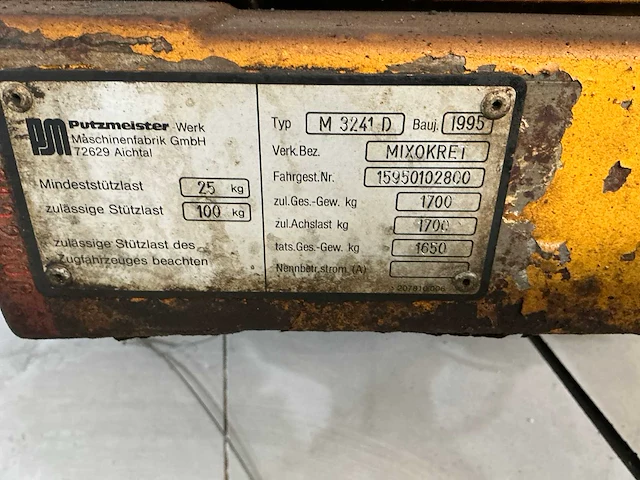 PM Putzmeister Werk
Maschinenfabrik GmbH
72629 Aichtal
Mindeststützlast 25 kg
zulässige Stützlast 100 kg
zulässige Stützlast des
Zugfahrzeuges beachten
Typ M 3241 D Bauj. 1995
Verk.Bez. MIXOKRET
Fahrgest.Nr. 15950102800
zul.Ges.-Gew. kg 1700
zul.Achslast kg 1700
tats.Ges.-Gew. kg 1650
Nennbetr.strom. (A)